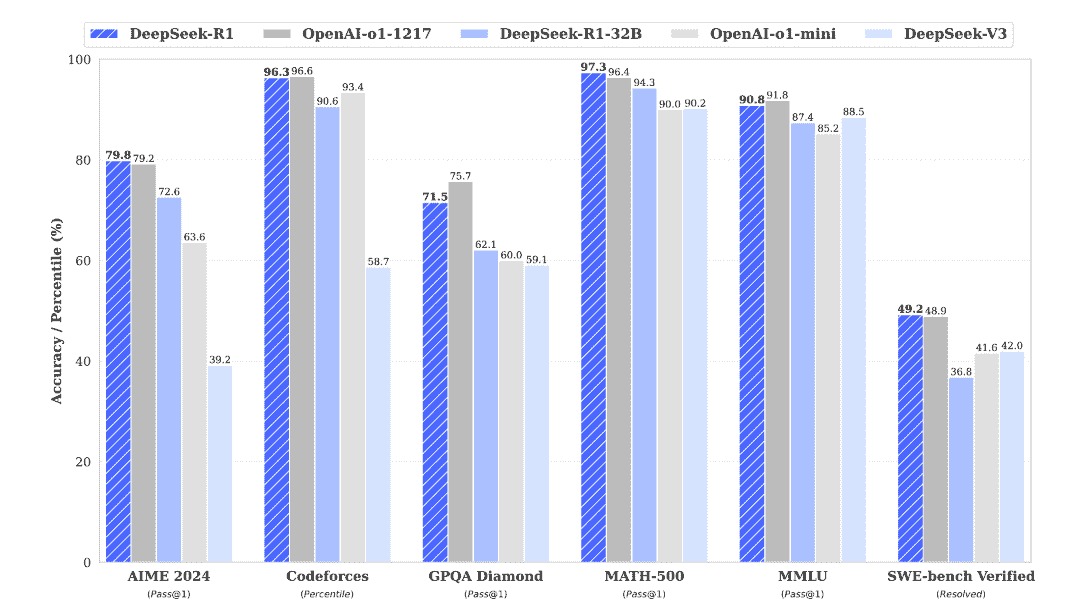 DeepSeek-R1 OpenAI-o1-1217 DeepSeek-R1-32B OpenAI-o1-mini DeepSeek-V3
Accuracy / Percentile (%)
100
80
60
40
20
0
79.8 79.2 72.6 63.6 39.2
96.3 96.6 90.6 93.4 58.7
71.5 75.7 62.1 60.0 59.1
97.3 96.4 94.3 90.0 90.2
90.8 91.8 87.4 85.2 88.5
49.2 48.9 36.8 41.6 42.0
AIME 2024 Codeforces GPQA Diamond MATH-500 MMLU SWE-bench Verified
(Pass@1) (Percentile) (Pass@1) (Pass@1) (Pass@1) (Resolved)